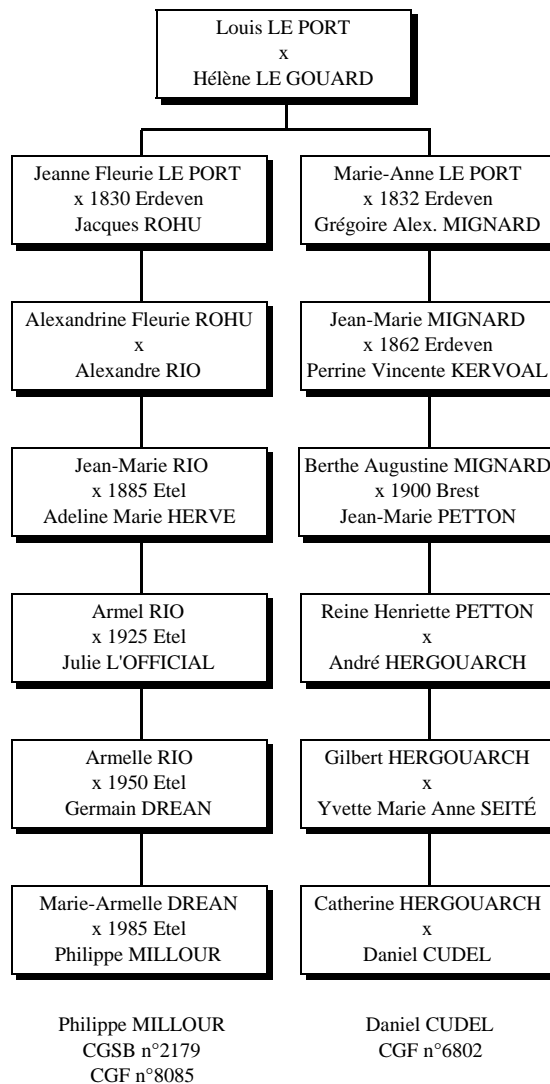 Louis LE PORT
x
Hélène LE GOUARD
Jeanne Fleurie LE PORT
x 1830 Erdeven
Jacques ROHU
Marie-Anne LE PORT
x 1832 Erdeven
Grégoire Alex. MIGNARD
Alexandrine Fleurie ROHU
x
Alexandre RIO
Jean-Marie MIGNARD
x 1862 Erdeven
Perrine Vincente KERVOAL
Jean-Marie RIO
x 1885 Etel
Adeline Marie HERVE
Berthe Augustine MIGNARD
x 1900 Brest
Jean-Marie PETTON
Armel RIO
x 1925 Etel
Julie L'OFFICIAL
Reine Henriette PETTON
x
André HERGOUARCH
Armelle RIO
x 1950 Etel
Germain DREAN
Gilbert HERGOUARCH
x
Yvette Marie Anne SEITÉ
Marie-Armelle DREAN
x 1985 Etel
Philippe MILLOUR
Catherine HERGOUARCH
x
Daniel CUDEL
Philippe MILLOUR
CGSB n°2179
CGF n°8085
Daniel CUDEL
CGF n°6802